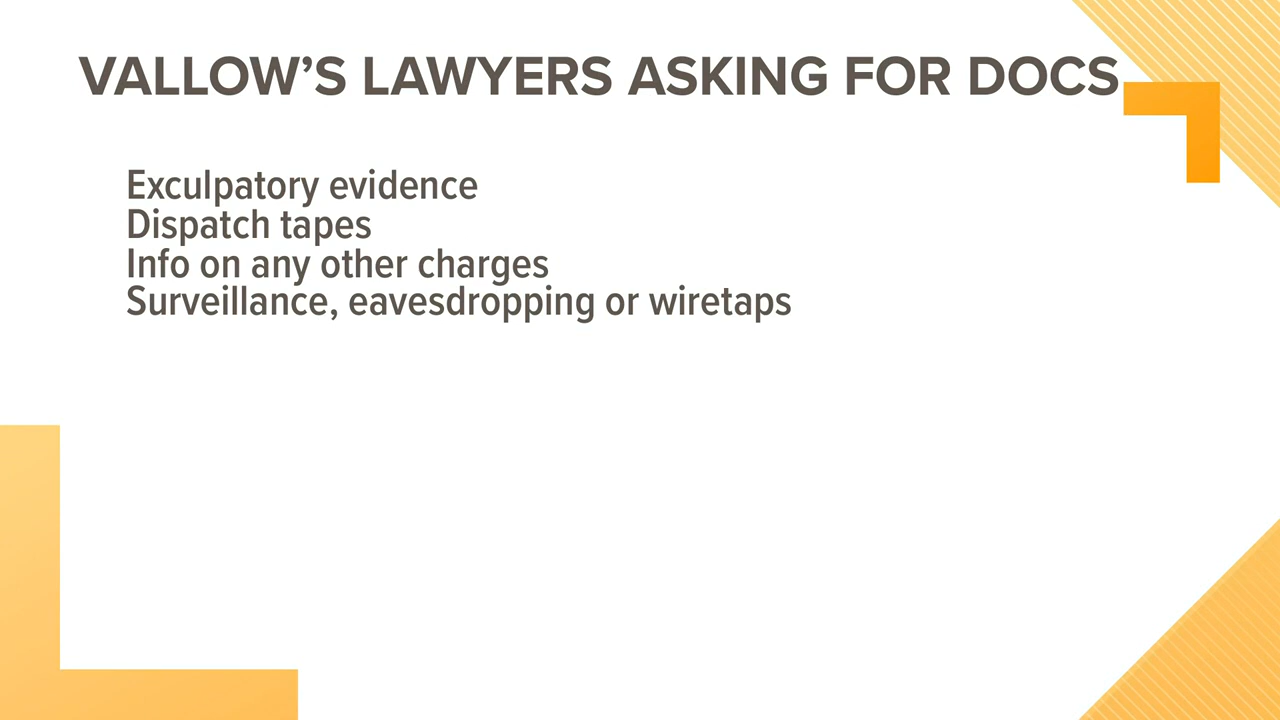 VALLOW’S LAWYERS ASKING FOR DOCS
Exculpatory evidence
Dispatch tapes
Info on any other charges
Surveillance, eavesdropping or wiretaps